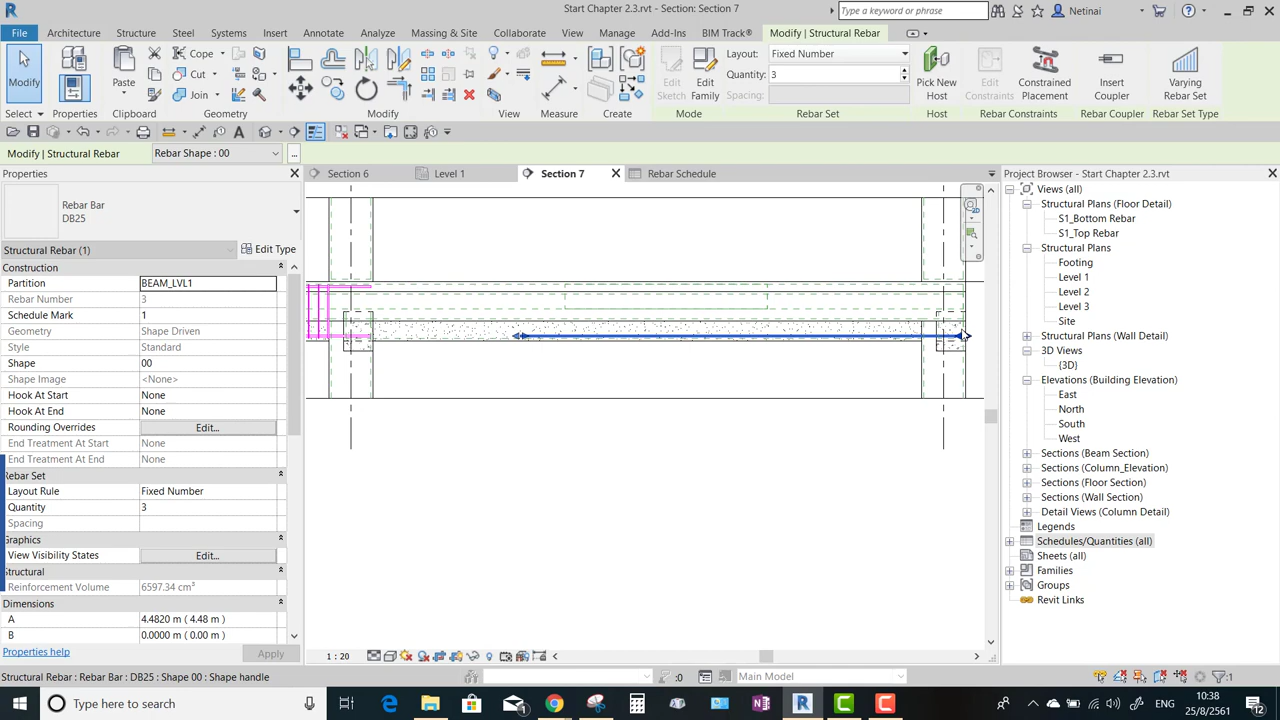 Start Chapter 2.3.rvt - Section: Section 7
Type a keyword or phrase
Netinai
File
Architecture
Structure
Steel
Systems
Insert
Annotate
Analyze
Massing & Site
Collaborate
View
Manage
Add-Ins
BIM Track™
Modify | Structural Rebar
Modify
Paste
Cope
Cut
Join
Edit Sketch
Edit Family
Layout:
Fixed Number
Quantity:
3
Spacing:
Pick New Host
Edit Constraints
Constrained Placement
Insert Coupler
Varying Rebar Set
Select
Properties
Clipboard
Geometry
Modify
View
Measure
Create
Mode
Rebar Set
Host
Rebar Constraints
Rebar Coupler
Rebar Set Type
Modify | Structural Rebar
Rebar Shape : 00
...
Properties
Section 6
Level 1
Section 7
Rebar Schedule
Project Browser - Start Chapter 2.3.rvt
Rebar Bar
DB25
Structural Rebar (1)
Edit Type
Construction
Partition
BEAM_LVL1
Rebar Number
3
Schedule Mark
1
Geometry
Shape Driven
Style
Standard
Shape
00
Shape Image
<None>
Hook At Start
None
Hook At End
None
Rounding Overrides
Edit...
End Treatment At Start
None
End Treatment At End
None
Rebar Set
Layout Rule
Fixed Number
Quantity
3
Spacing
Graphics
View Visibility States
Edit...
Structural
Reinforcement Volume
6597.34 cm³
Dimensions
A
4.4820 m ( 4.48 m )
B
0.0000 m ( 0.00 m )
Properties help
Apply
Views (all)
Structural Plans (Floor Detail)
S1_Bottom Rebar
S1_Top Rebar
Structural Plans
Footing
Level 1
Level 2
Level 3
Site
Structural Plans (Wall Detail)
3D Views
{3D}
Elevations (Building Elevation)
East
North
South
West
Sections (Beam Section)
Sections (Column_Elevation)
Sections (Floor Section)
Sections (Wall Section)
Detail Views (Column Detail)
Legends
Schedules/Quantities (all)
Sheets (all)
Families
Groups
Revit Links
1 : 20
Structural Rebar : Rebar Bar : DB25 : Shape 00 : Shape handle
:0
Main Model
:1
Type here to search
10:38
25/8/2561